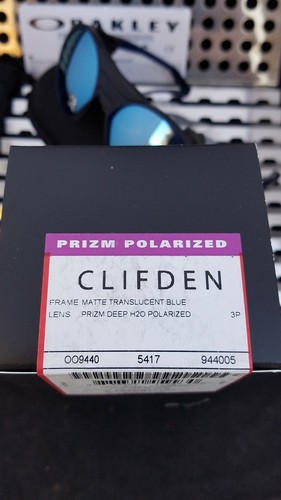 OAKLEY
PRIZM POLARIZED
CLIFDEN
FRAME MATTE TRANSLUCENT BLUE
LENS : PRIZM DEEP H2O POLARIZED 3P
OO9440 5417 944005